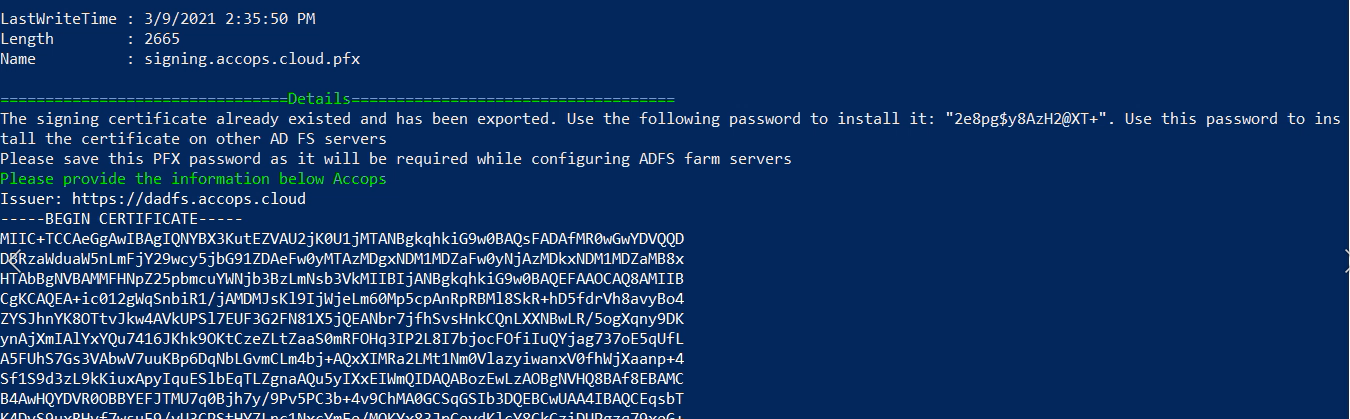 LastWriteTime : 3/9/2021 2:35:50 PM
Length        : 2665
Name          : signing.accops.cloud.pfx
================================Details====================================
The signing certificate already existed and has been exported. Use the following password to install it: "2e8pg$y8AzH2@XT+". Use this password to ins
tall the certificate on other AD FS servers
Please save this PFX password as it will be required while configuring ADFS farm servers
Please provide the information below Accops
Issuer: https://dadfs.accops.cloud
-----BEGIN CERTIFICATE-----
MIIC+TCCAeGgAwIBAgIQNYBX3KutEZVAU2jK0U1jMTANBgkqhkiG9w0BAQsFADAfMR0wGwYDVQQD
DBRzaWduaW5nLmFjY29wcy5jbG91ZDAeFw0yMTAzMDgxNDM1MDZaFw0yNjAzMDkxNDM1MDZaMB8x
HTAbBgNVBAMMFHNpZ25pbmcuYWNjb3BzLmNsb3VkMIIBIjANBgkqhkiG9w0BAQEFAAOCAQ8AMIIB
CgKCAQEA+ic012gWqSnbiR1/jAMDMJsKl9IjWjeLm60Mp5cpAnRpRBMl8SkR+hD5fdrVh8avyBo4
ZYSJhnYK8OTtvJkw4AVkUPSl7EUF3G2FN81X5jQEANbr7jfhSvsHnkCQnLXXNBwLR/5ogXqny9DK
ynAjXmIAlYxYQu7416JKhk9OKtCzeZLtZaaS0mRFOHq3IP2L8I7bjocFOfiIuQYjag737oE5qUfL
A5FUhS7Gs3VAbwV7uuKBp6DqNbLGvmCLm4bj+AQxXIMRa2LMt1Nm0VlazyiwanxV0fhWjXaanp+4
Sf1S9d3zL9kKiuxApyIquESlbEqTLZgnaAQu5yIXxEIWmQIDAQABozEwLzAOBgNVHQ8BAf8EBAMC
B4AwHQYDVR0OBBYEFJTMU7q0Bjh7y/9Pv5PC3b+4v9ChMA0GCSqGSIb3DQEBCwUAA4IBAQCEqsbT